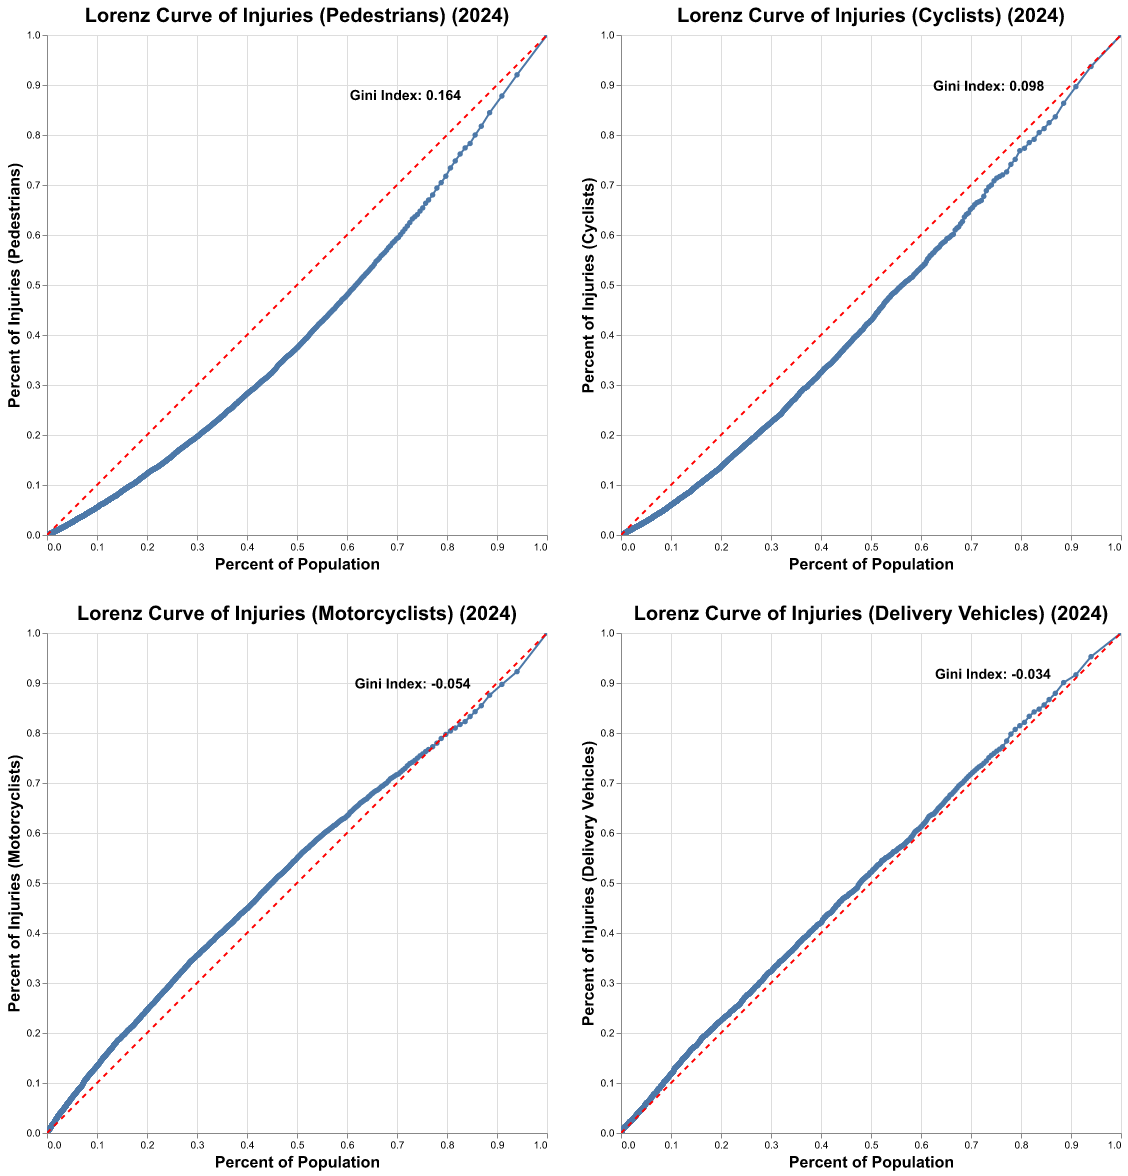 Lorenz Curve of Injuries (Pedestrians) (2024)
Gini Index: 0.164
Percent of Injuries (Pedestrians)
1.0
0.9
0.8
0.7
0.6
0.5
0.4
0.3
0.2
0.1
0.0
0.0 0.1 0.2 0.3 0.4 0.5 0.6 0.7 0.8 0.9 1.0
Percent of Population
Lorenz Curve of Injuries (Cyclists) (2024)
Gini Index: 0.098
Percent of Injuries (Cyclists)
1.0
0.9
0.8
0.7
0.6
0.5
0.4
0.3
0.2
0.1
0.0
0.0 0.1 0.2 0.3 0.4 0.5 0.6 0.7 0.8 0.9 1.0
Percent of Population
Lorenz Curve of Injuries (Motorcyclists) (2024)
Gini Index: -0.054
Percent of Injuries (Motorcyclists)
1.0
0.9
0.8
0.7
0.6
0.5
0.4
0.3
0.2
0.1
0.0
0.0 0.1 0.2 0.3 0.4 0.5 0.6 0.7 0.8 0.9 1.0
Percent of Population
Lorenz Curve of Injuries (Delivery Vehicles) (2024)
Gini Index: -0.034
Percent of Injuries (Delivery Vehicles)
1.0
0.9
0.8
0.7
0.6
0.5
0.4
0.3
0.2
0.1
0.0
0.0 0.1 0.2 0.3 0.4 0.5 0.6 0.7 0.8 0.9 1.0
Percent of Population